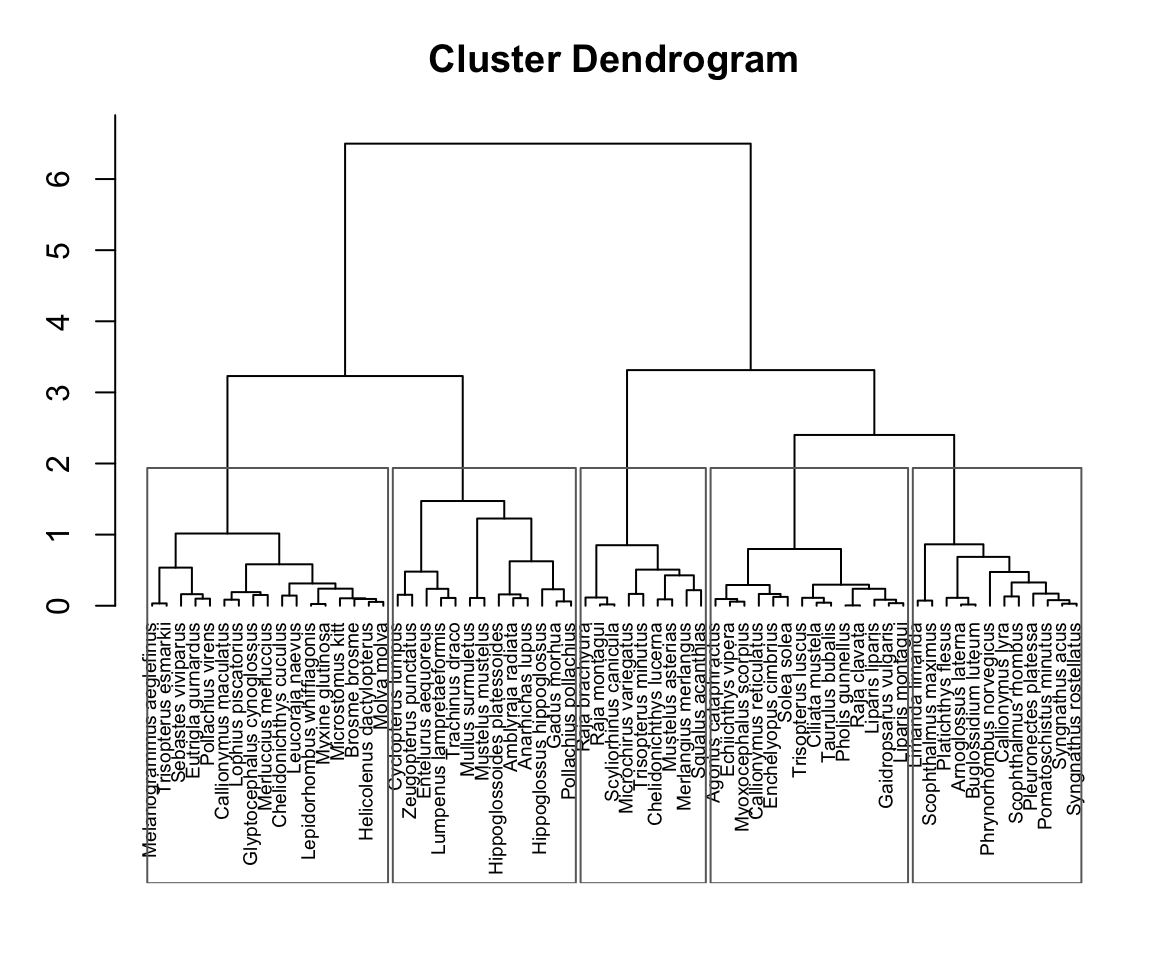 Cluster Dendrogram
6
5
4
3
2
1
0
Melanogrammus aeglefinus
Trisopterus esmarkii
Sebastes viviparus
Eutrigla gurnardus
Pollachius virens
Callionymus maculatus
Lophius piscatorius
Glyptocephalus cynoglossus
Merluccius merluccius
Chelidonichthys cuculus
Leucoraja naevus
Lepidorhombus whiffiagonis
Myxine glutinosa
Microstomus kitt
Brosme brosme
Helicolenus dactylopterus
Molva molva
Cyclopterus lumpus
Zeugopterus punctatus
Entelurus aequoreus
Lumpenus lampretaeformis
Trachinus draco
Mullus surmuletus
Mustelus mustelus
Hippoglossoides platessoides
Amblyraja radiata
Anarhichas lupus
Hippoglossus hippoglossus
Gadus morhua
Pollachius pollachius
Raja brachyura
Raja montagui
Scyliorhinus canicula
Microchirus variegatus
Trisopterus minutus
Chelidonichthys lucerna
Mustelus asterias
Merlangius merlangus
Squalus acanthias
Agonus cataphractus
Echiichthys vipera
Myoxocephalus scorpius
Callionymus reticulatus
Enchelyopus cimbrius
Solea solea
Trisopterus luscus
Ciliata mustela
Taurulus bubalis
Pholis gunnellus
Raja clavata
Liparis liparis
Gaidropsarus vulgaris
Liparis montagui
Limanda limanda
Scophthalmus maximus
Platichthys flesus
Arnoglossus laterna
Buglossidium luteum
Phrynorhombus norvegicus
Callionymus lyra
Scophthalmus rhombus
Pleuronectes platessa
Pomatoschistus minutus
Syngnathus acus
Syngnathus rostellatus